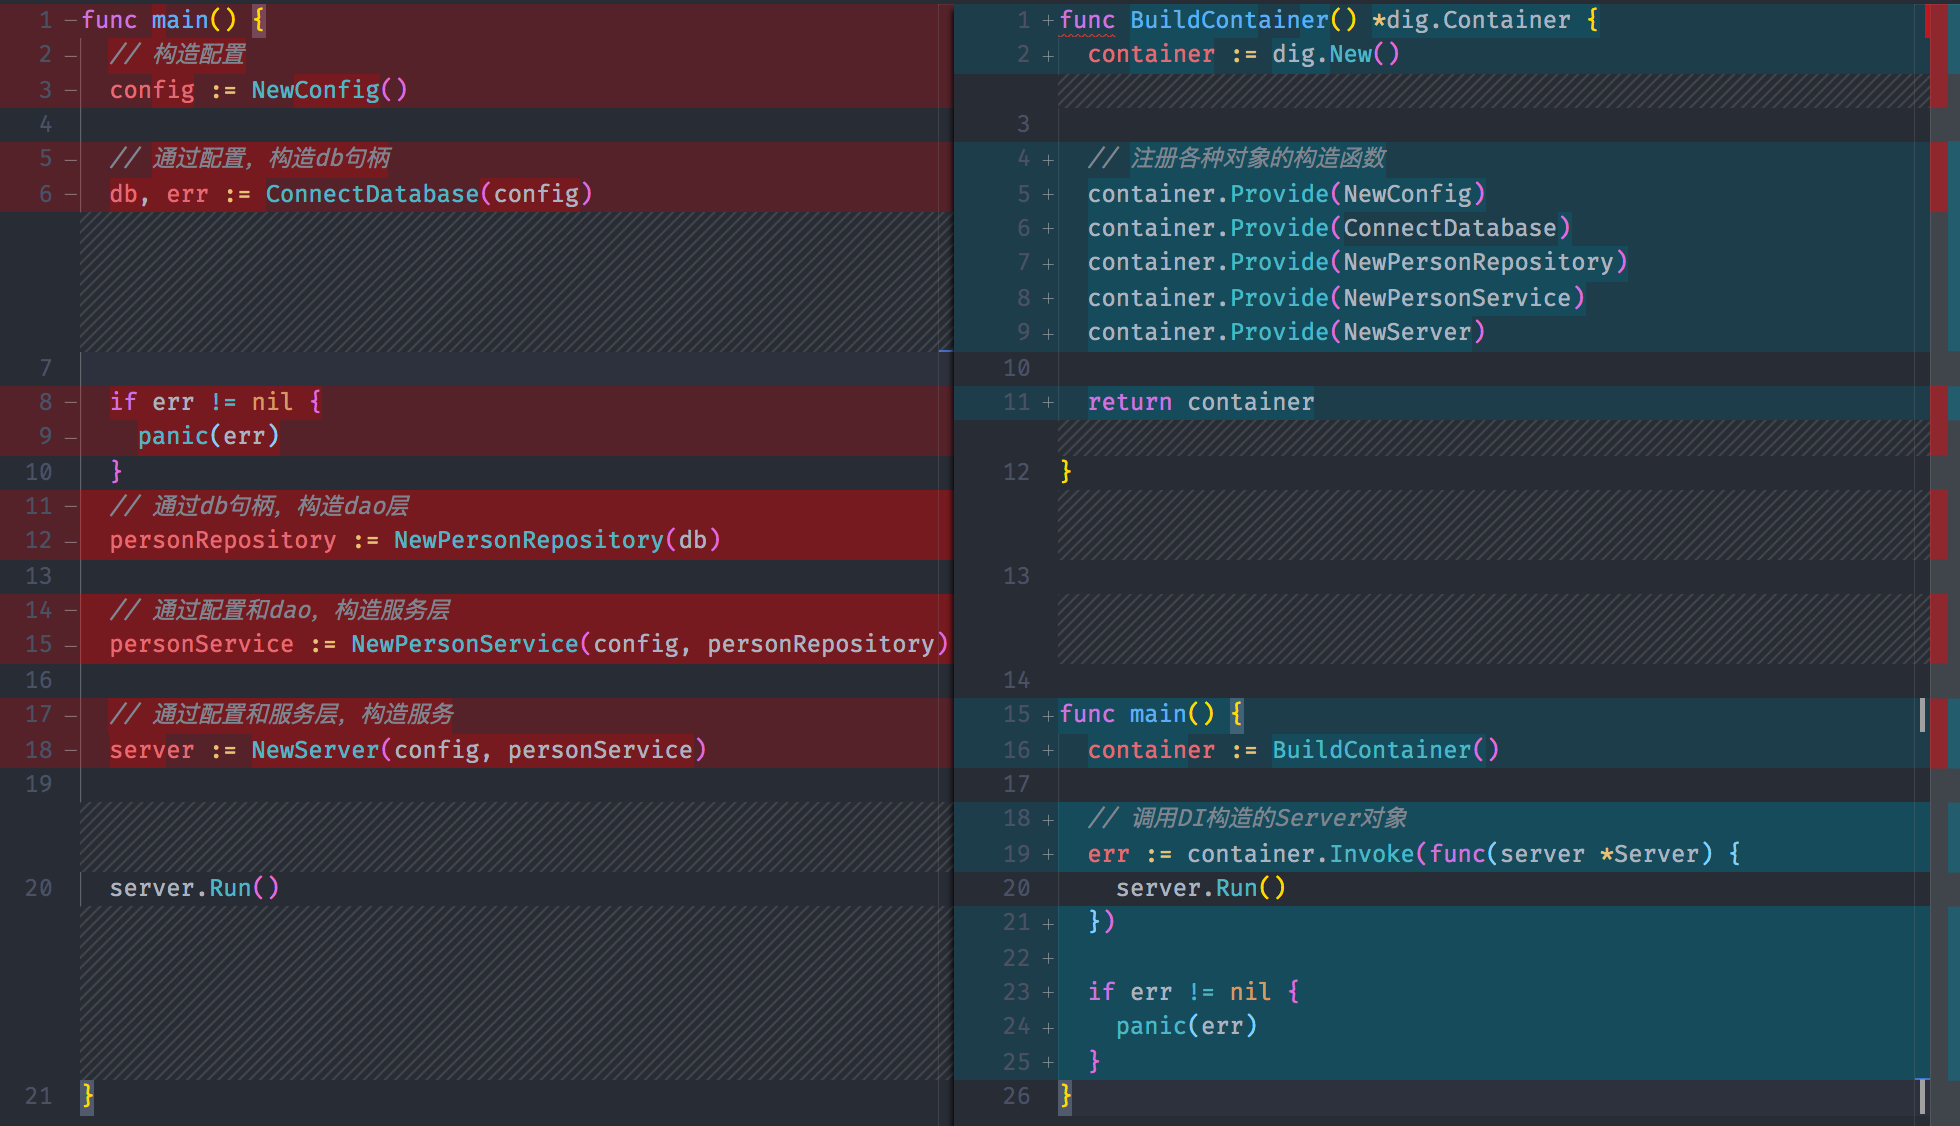 1 −func main() {
2 −  // 构造配置
3 −  config := NewConfig()
4
5 −  // 通过配置，构造db句柄
6 −  db, err := ConnectDatabase(config)
7
8 −  if err != nil {
9 −    panic(err)
10   }
11 −  // 通过db句柄，构造dao层
12 −  personRepository := NewPersonRepository(db)
13
14 −  // 通过配置和dao，构造服务层
15 −  personService := NewPersonService(config, personRepository)
16
17 −  // 通过配置和服务层，构造服务
18 −  server := NewServer(config, personService)
19
20   server.Run()
21 }
1 +func BuildContainer() *dig.Container {
2 +  container := dig.New()
3
4 +  // 注册各种对象的构造函数
5 +  container.Provide(NewConfig)
6 +  container.Provide(ConnectDatabase)
7 +  container.Provide(NewPersonRepository)
8 +  container.Provide(NewPersonService)
9 +  container.Provide(NewServer)
10
11 +  return container
12 }
13
14
15 +func main() {
16 +  container := BuildContainer()
17
18 +  // 调用DI构造的Server对象
19 +  err := container.Invoke(func(server *Server) {
20     server.Run()
21 +  })
22 +
23 +  if err != nil {
24 +    panic(err)
25 +  }
26 }